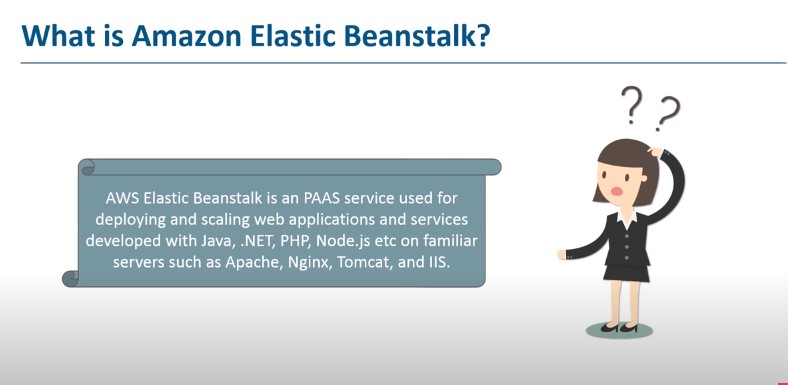 What is Amazon Elastic Beanstalk?
? ?
AWS Elastic Beanstalk is an PAAS service used for
deploying and scaling web applications and services
developed with Java, .NET, PHP, Node.js etc on familiar
servers such as Apache, Nginx, Tomcat, and IIS.